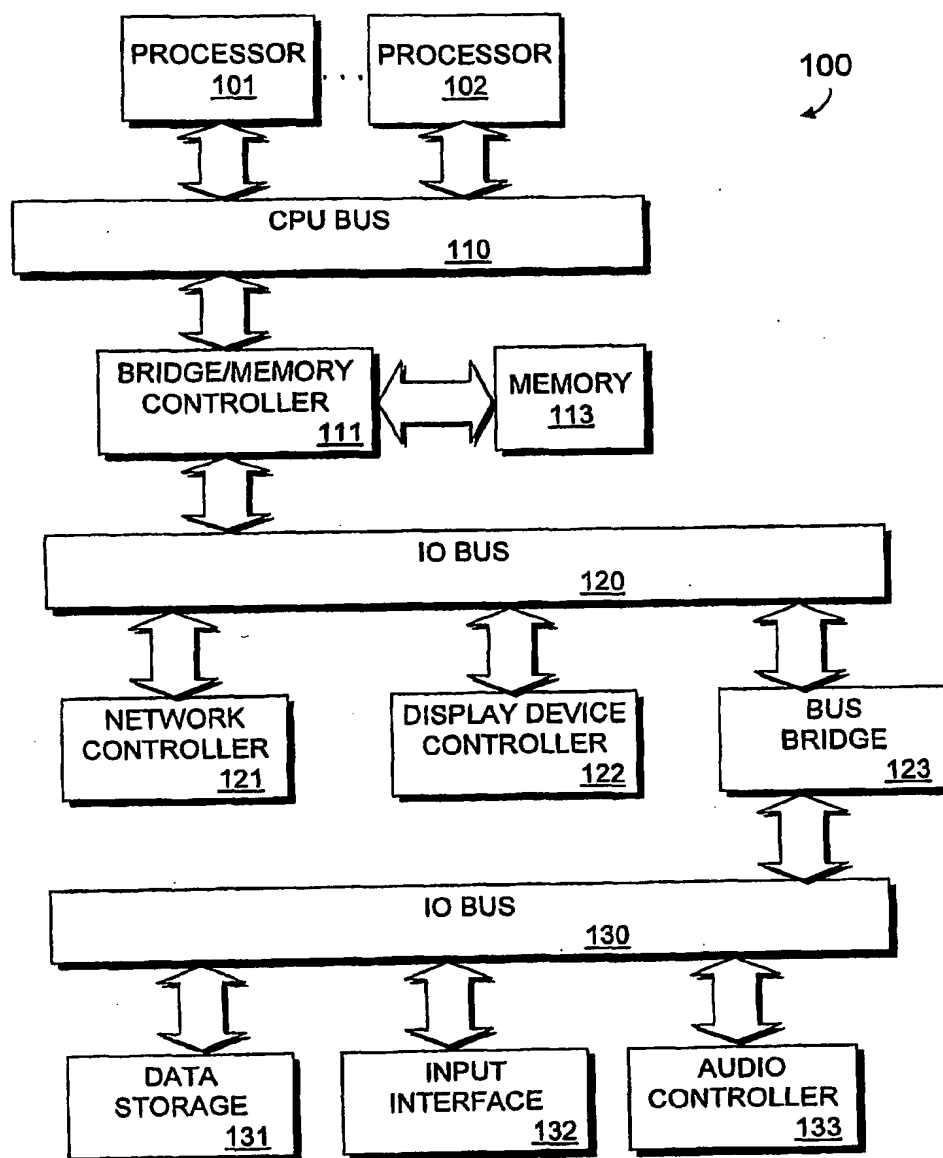 PROCESSOR
101
PROCESSOR
102
100
CPU BUS
110
BRIDGE/MEMORY
CONTROLLER
111
MEMORY
113
IO BUS
120
NETWORK
CONTROLLER
121
DISPLAY DEVICE
CONTROLLER
122
BUS
BRIDGE
123
IO BUS
130
DATA
STORAGE
131
INPUT
INTERFACE
132
AUDIO
CONTROLLER
133